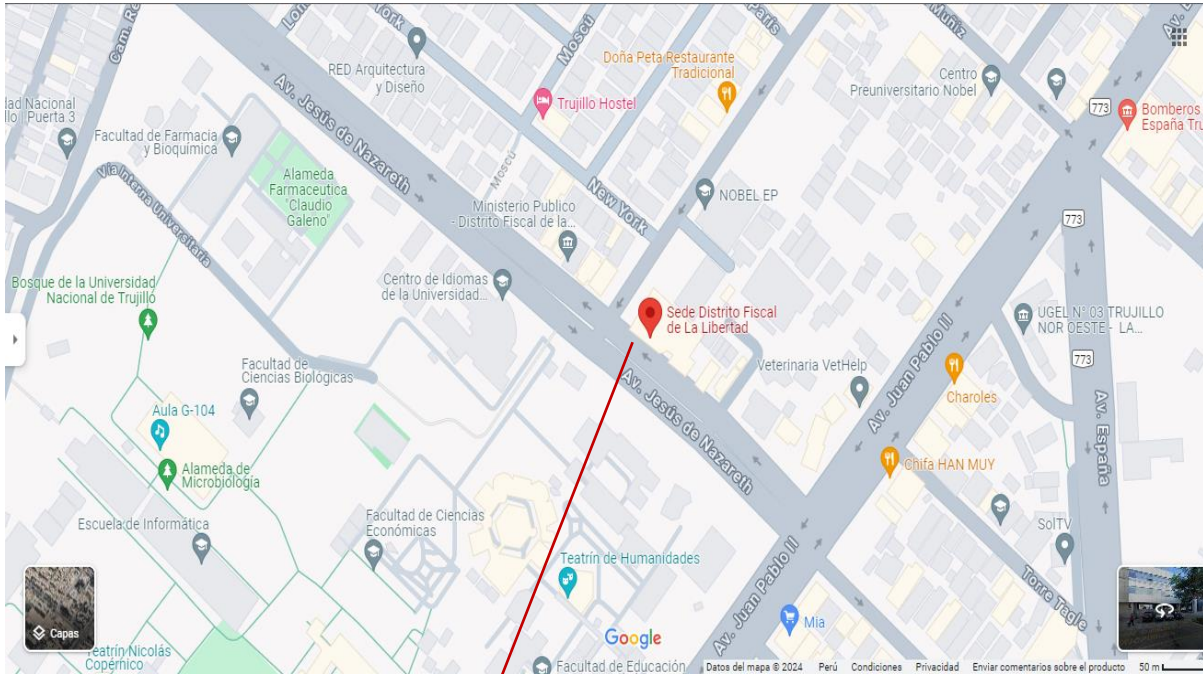 York
Moscú
París
Muñiz
RED Arquitectura
y Diseño
Doña Peta Restaurante
Tradicional
Centro
Preuniversitario Nobel
Trujillo Hostel
773
Bomberos
España Tru
Av. Jesús de Nazareth
dad Nacional
Puerta 3
Facultad de Farmacia
y Bioquímica
Vía Interna Universitaria
Alameda
Farmaceutica
"Claudio
Galeno"
Moscú
New York
NOBEL EP
Ministerio Publico
- Distrito Fiscal de la...
773
Bosque de la Universidad
Nacional de Trujillo
Centro de Idiomas
de la Universidad...
Sede Distrito Fiscal
de La Libertad
UGEL N° 03 TRUJILLO
NOR OESTE - LA...
773
Facultad de
Ciencias Biológicas
Veterinaria VetHelp
Av. Juan Pablo II
Charoles
Av. Jesús de Nazareth
Av. España
Aula G-104
Alameda de
Microbiología
Chifa HAN MUY
Escuela de Informática
Facultad de Ciencias
Económicas
SolTV
Teatrín de Humanidades
Av. Juan Pablo II
Torre Tagle
Capas
Mia
Google
Teatrín Nicolás
Copérnico
Facultad de Educación
Datos del mapa © 2024 Perú Condiciones Privacidad Enviar comentarios sobre el producto 50 m